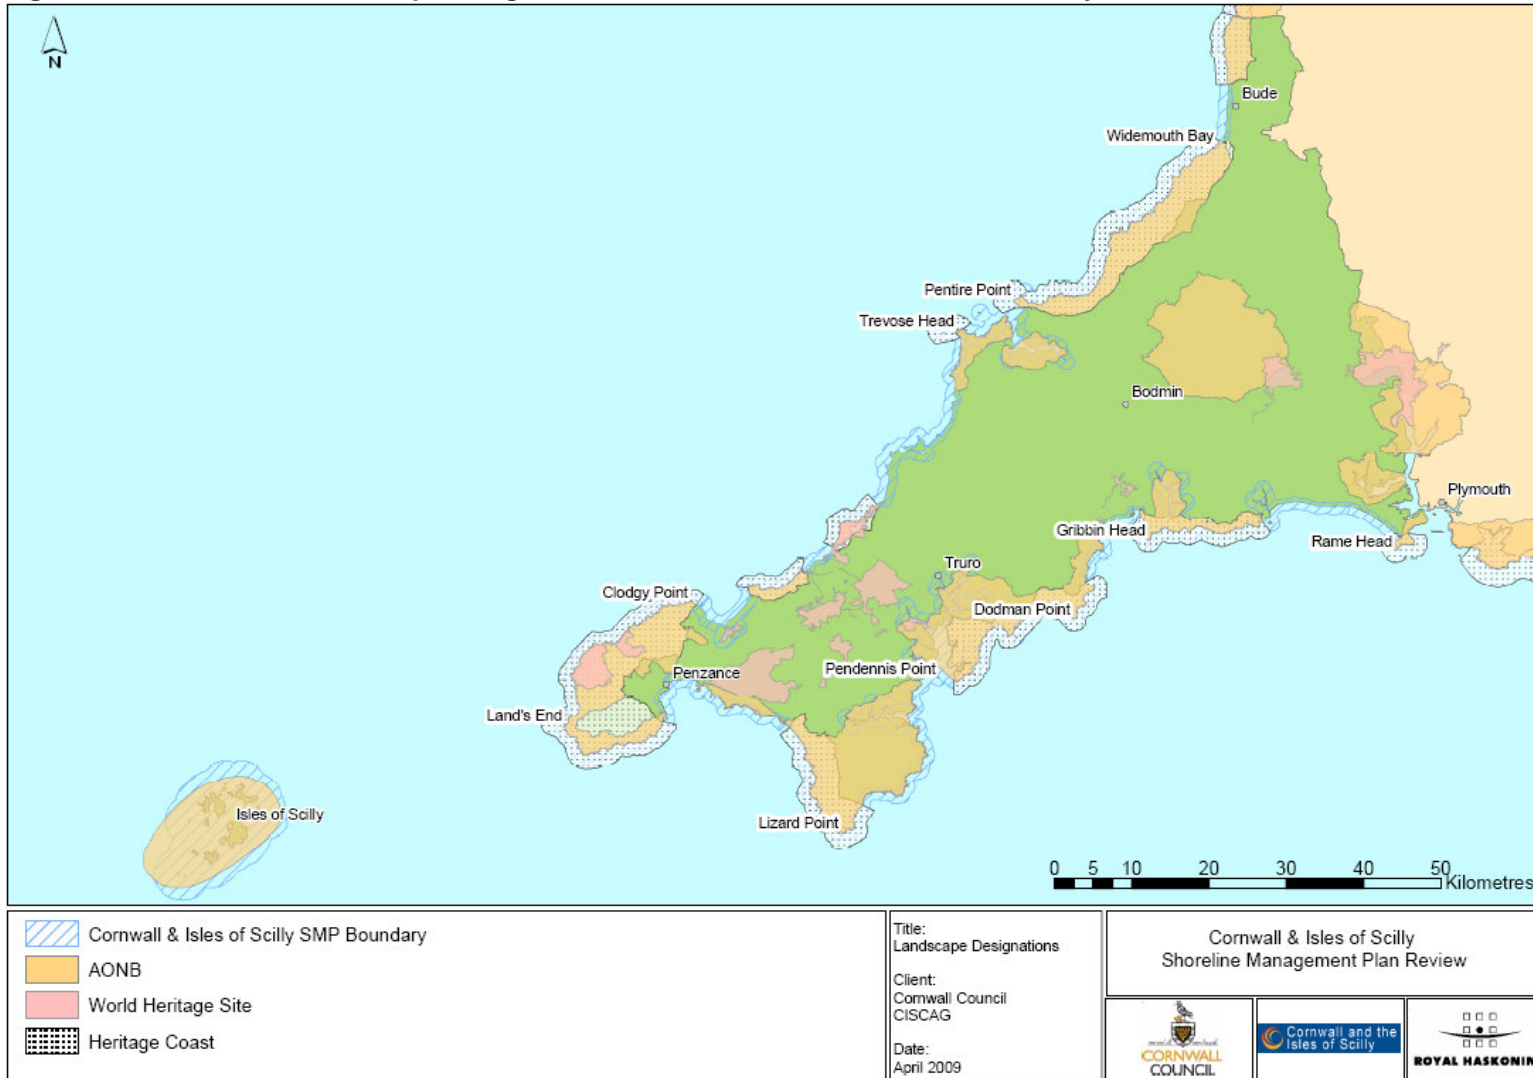 N
Bude
Widemouth Bay
Pentire Point
Trevose Head
Bodmin
Plymouth
Gribbin Head
Rame Head
Truro
Clodgy Point
Dodman Point
Pendennis Point
Penzance
Land's End
Isles of Scilly
Lizard Point
0 5 10 20 30 40 50
Kilometres
Cornwall & Isles of Scilly SMP Boundary
AONB
World Heritage Site
Heritage Coast
Title:
Landscape Designations
Client:
Cornwall Council
CISCAG
Date:
April 2009
Cornwall & Isles of Scilly
Shoreline Management Plan Review
CORNWALL
COUNCIL
Cornwall and the
Isles of Scilly
ROYAL HASKONIN